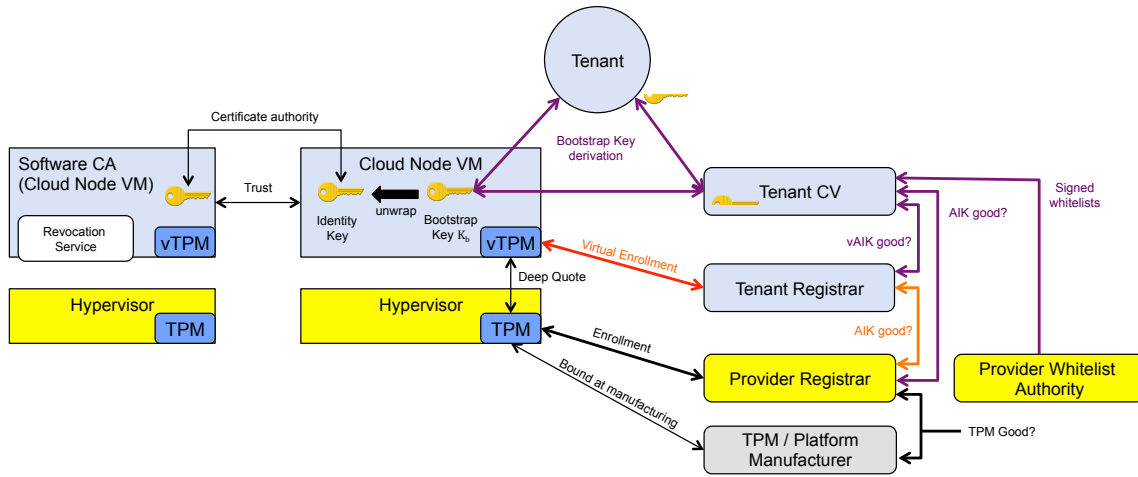 Tenant
Certificate authority
Bootstrap Key
derivation
Software CA
(Cloud Node VM)
Cloud Node VM
Trust
unwrap
Identity
Key
Bootstrap
Key K_b
Revocation
Service
vTPM
vTPM
Tenant CV
Signed
whitelists
AIK good?
vAIK good?
Virtual Enrollment
Deep Quote
Tenant Registrar
Hypervisor
TPM
Hypervisor
TPM
AIK good?
Enrollment
Provider Registrar
Provider Whitelist
Authority
Bound at manufacturing
TPM Good?
TPM / Platform
Manufacturer